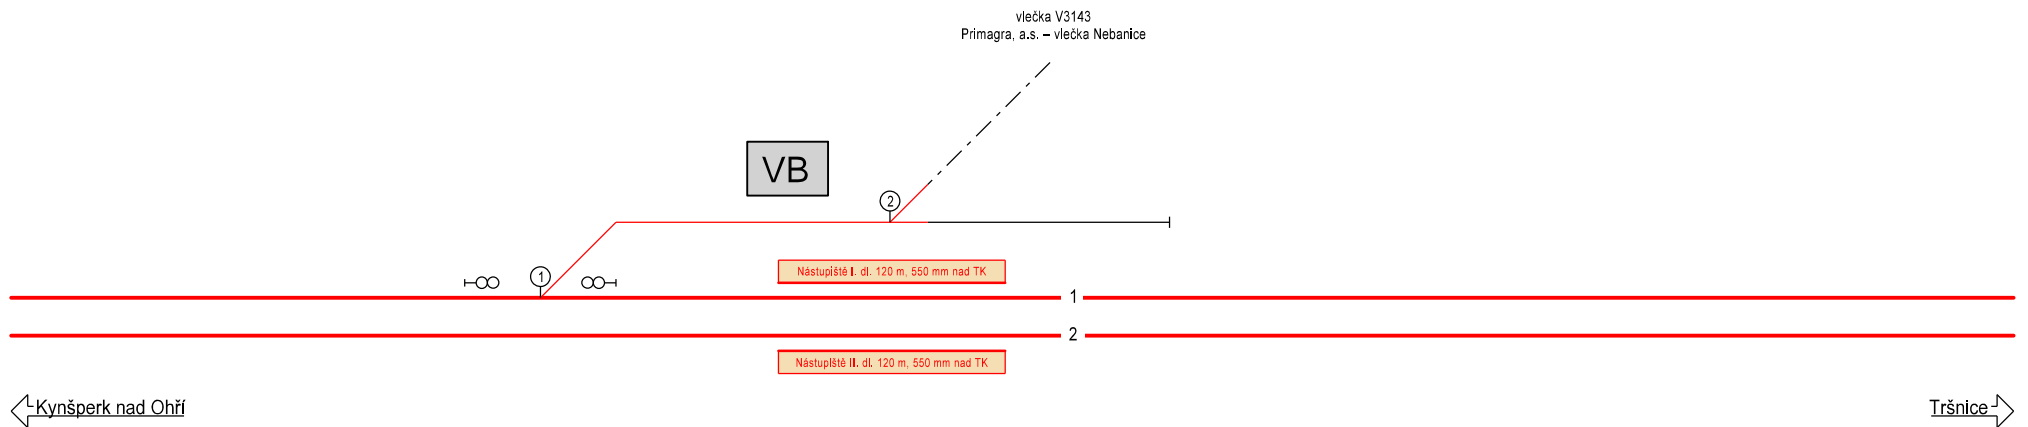 vlečka V3143
Primagra, a.s. – vlečka Nebanice
VB
2
1
Nástupiště I. dl. 120 m, 550 mm nad TK
1
2
Nástupiště II. dl. 120 m, 550 mm nad TK
Kynšperk nad Ohří
Tršnice